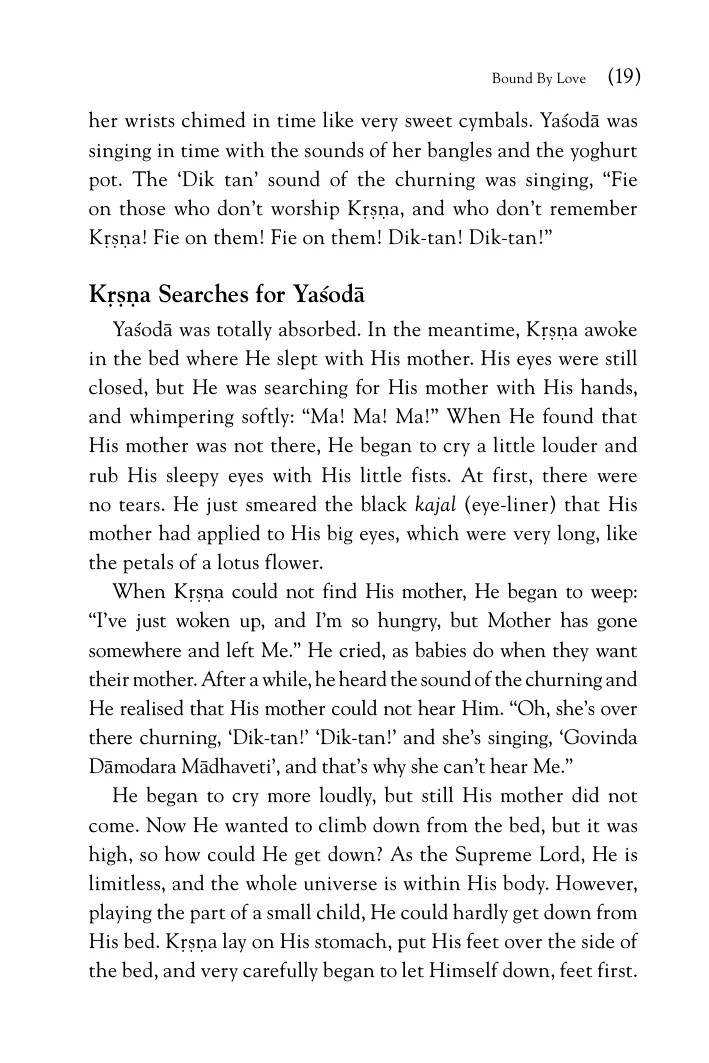 Bound By Love (19)
her wrists chimed in time like very sweet cymbals. Yaśodā was
singing in time with the sounds of her bangles and the yoghurt
pot. The ‘Dik tan’ sound of the churning was singing, “Fie
on those who don’t worship Kṛṣṇa, and who don’t remember
Kṛṣṇa! Fie on them! Fie on them! Dik-tan! Dik-tan!”
Kṛṣṇa Searches for Yaśodā
Yaśodā was totally absorbed. In the meantime, Kṛṣṇa awoke
in the bed where He slept with His mother. His eyes were still
closed, but He was searching for His mother with His hands,
and whimpering softly: “Ma! Ma! Ma!” When He found that
His mother was not there, He began to cry a little louder and
rub His sleepy eyes with His little fists. At first, there were
no tears. He just smeared the black kajal (eye-liner) that His
mother had applied to His big eyes, which were very long, like
the petals of a lotus flower.
When Kṛṣṇa could not find His mother, He began to weep:
“I’ve just woken up, and I’m so hungry, but Mother has gone
somewhere and left Me.” He cried, as babies do when they want
their mother. After a while, he heard the sound of the churning and
He realised that His mother could not hear Him. “Oh, she’s over
there churning, ‘Dik-tan!’ ‘Dik-tan!’ and she’s singing, ‘Govinda
Dāmodara Mādhaveti’, and that’s why she can’t hear Me.”
He began to cry more loudly, but still His mother did not
come. Now He wanted to climb down from the bed, but it was
high, so how could He get down? As the Supreme Lord, He is
limitless, and the whole universe is within His body. However,
playing the part of a small child, He could hardly get down from
His bed. Kṛṣṇa lay on His stomach, put His feet over the side of
the bed, and very carefully began to let Himself down, feet first.